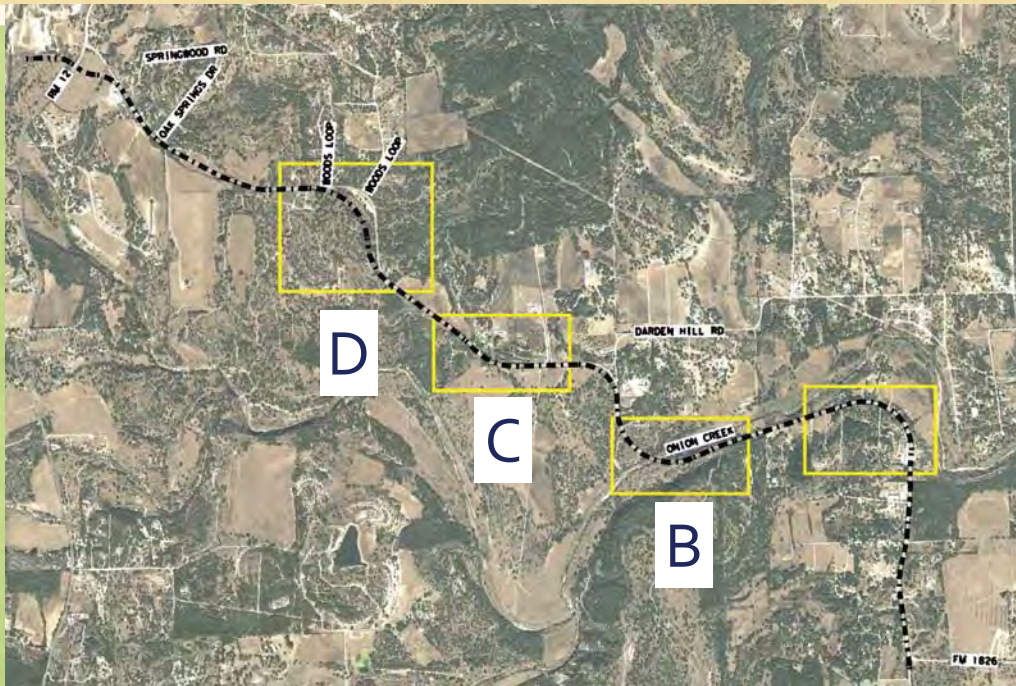 SPRINGWOOD RD
RM 12
OAK SPRINGS DR
WOODS LOOP
WOODS LOOP
DARDEN HILL RD
D
C
ONION CREEK
B
FM 1826